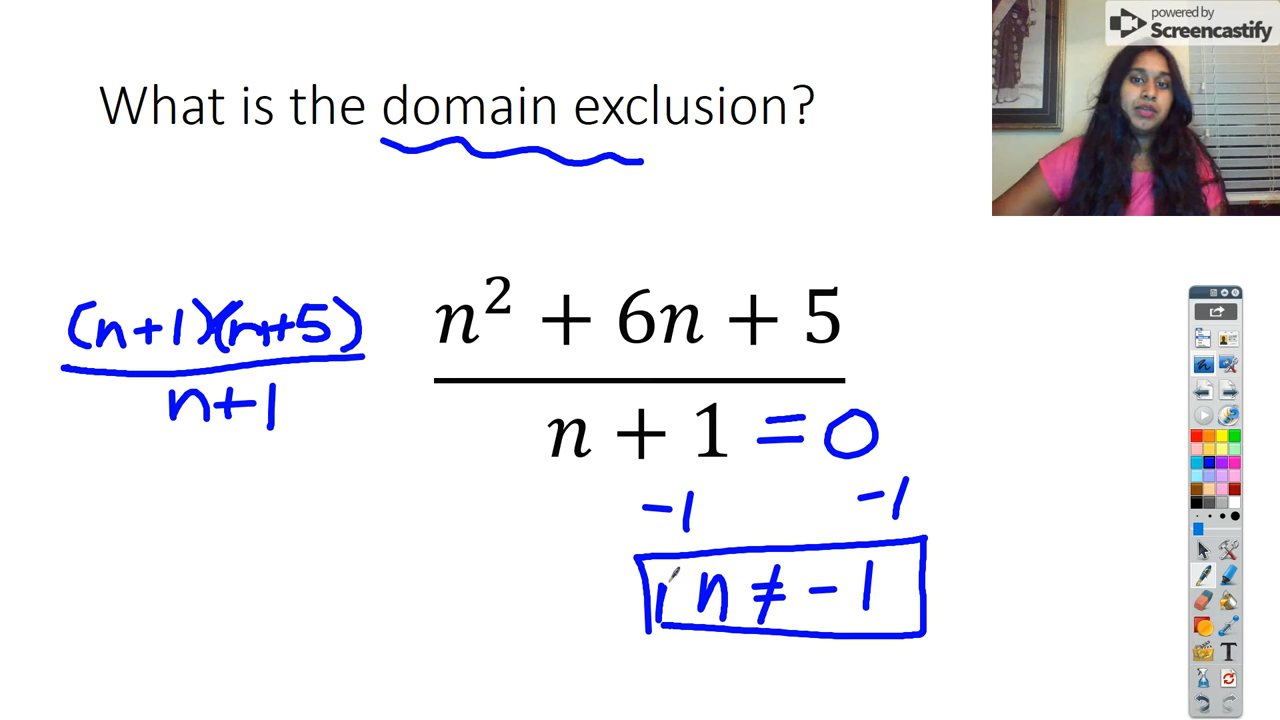 powered by
Screencastify
What is the domain exclusion?
(n+1)(n+5)
n+1
n² + 6n + 5
n + 1 = 0
-1 -1
n ≠ -1
T